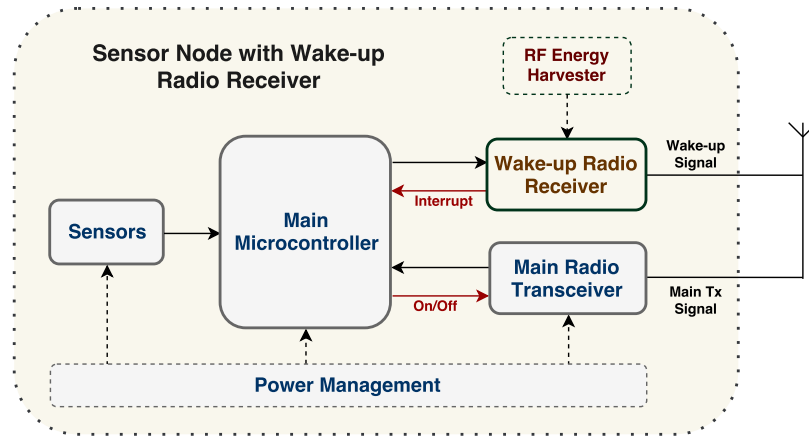 Sensor Node with Wake-up
Radio Receiver
RF Energy
Harvester
Wake-up
Signal
Wake-up Radio
Receiver
Interrupt
Main
Microcontroller
Sensors
Main Radio
Transceiver
On/Off
Main Tx
Signal
Power Management